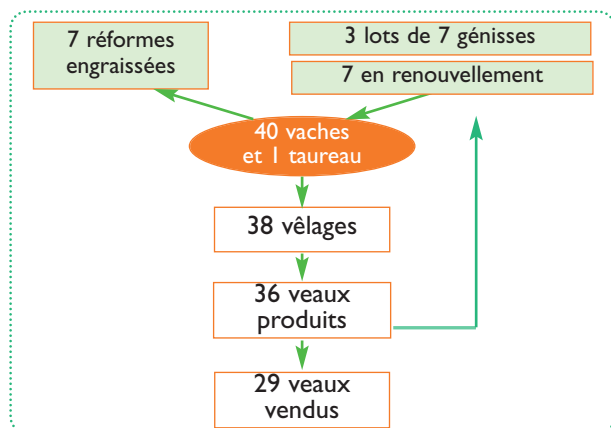 7 réformes
engraissées
3 lots de 7 génisses
7 en renouvellement
40 vaches
et 1 taureau
38 vêlages
36 veaux
produits
29 veaux
vendus